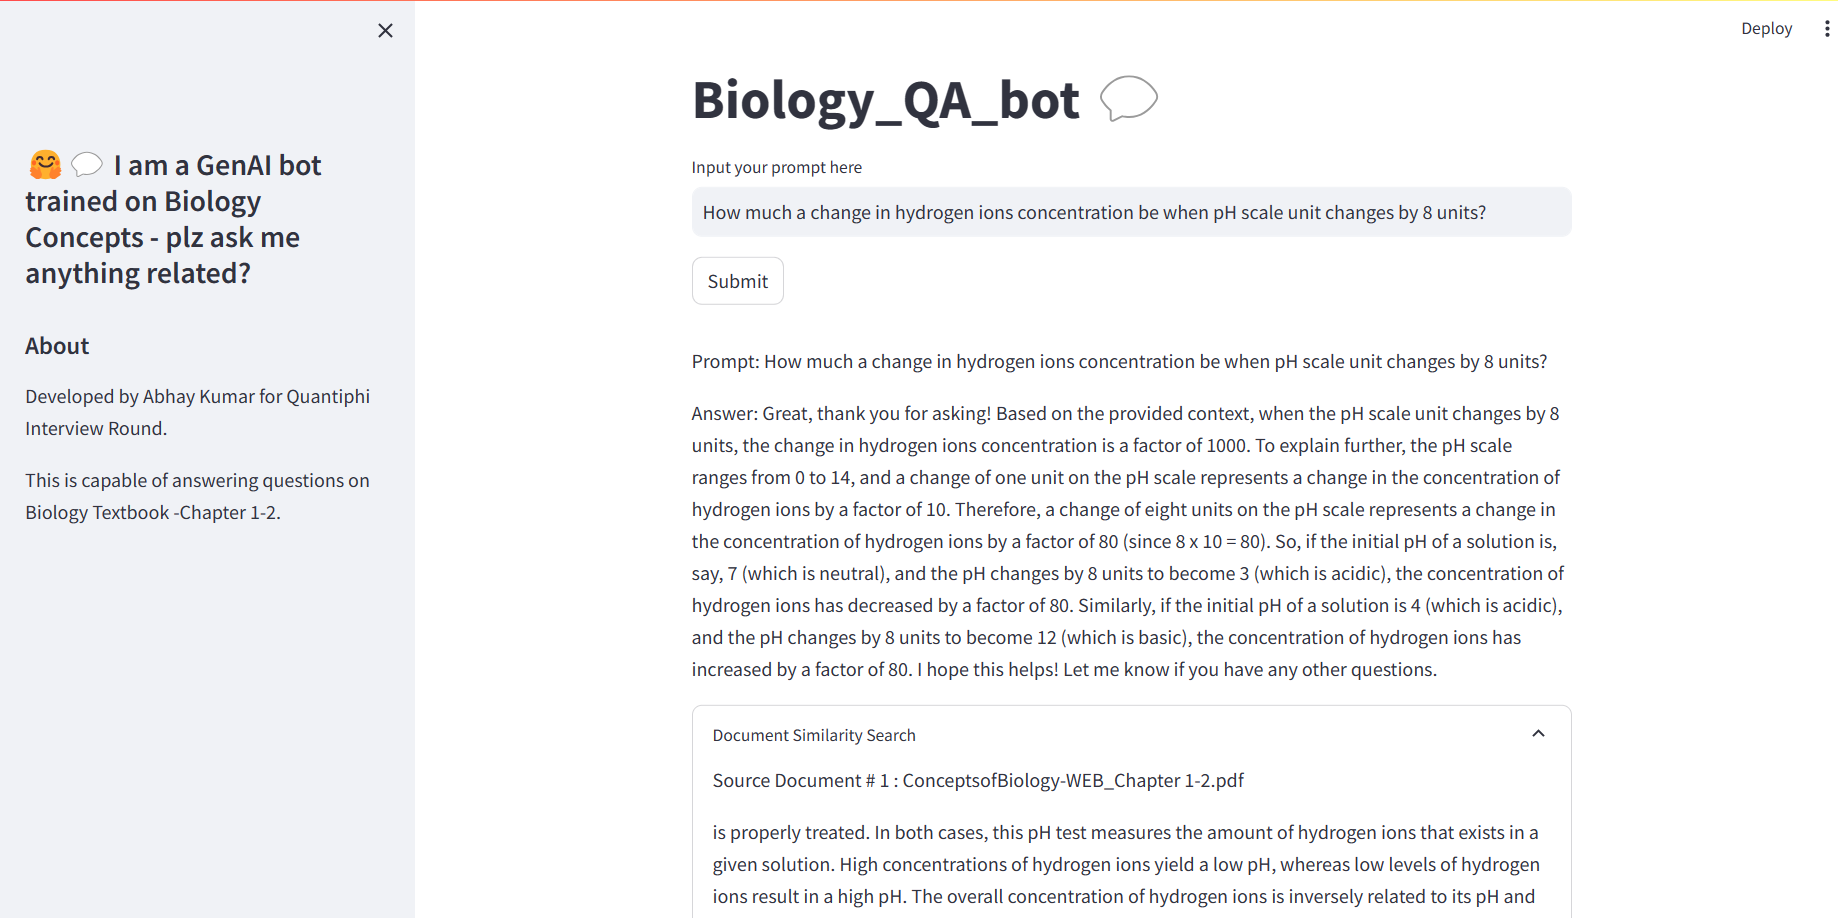 Deploy
🤗 💬 I am a GenAI bot
trained on Biology
Concepts - plz ask me
anything related?
About
Developed by Abhay Kumar for Quantiphi
Interview Round.
This is capable of answering questions on
Biology Textbook -Chapter 1-2.
Biology_QA_bot 💬
Input your prompt here
How much a change in hydrogen ions concentration be when pH scale unit changes by 8 units?
Submit
Prompt: How much a change in hydrogen ions concentration be when pH scale unit changes by 8 units?
Answer: Great, thank you for asking! Based on the provided context, when the pH scale unit changes by 8
units, the change in hydrogen ions concentration is a factor of 1000. To explain further, the pH scale
ranges from 0 to 14, and a change of one unit on the pH scale represents a change in the concentration of
hydrogen ions by a factor of 10. Therefore, a change of eight units on the pH scale represents a change in
the concentration of hydrogen ions by a factor of 80 (since 8 x 10 = 80). So, if the initial pH of a solution is,
say, 7 (which is neutral), and the pH changes by 8 units to become 3 (which is acidic), the concentration of
hydrogen ions has decreased by a factor of 80. Similarly, if the initial pH of a solution is 4 (which is acidic),
and the pH changes by 8 units to become 12 (which is basic), the concentration of hydrogen ions has
increased by a factor of 80. I hope this helps! Let me know if you have any other questions.
Document Similarity Search
Source Document # 1 : ConceptsofBiology-WEB_Chapter 1-2.pdf
is properly treated. In both cases, this pH test measures the amount of hydrogen ions that exists in a
given solution. High concentrations of hydrogen ions yield a low pH, whereas low levels of hydrogen
ions result in a high pH. The overall concentration of hydrogen ions is inversely related to its pH and